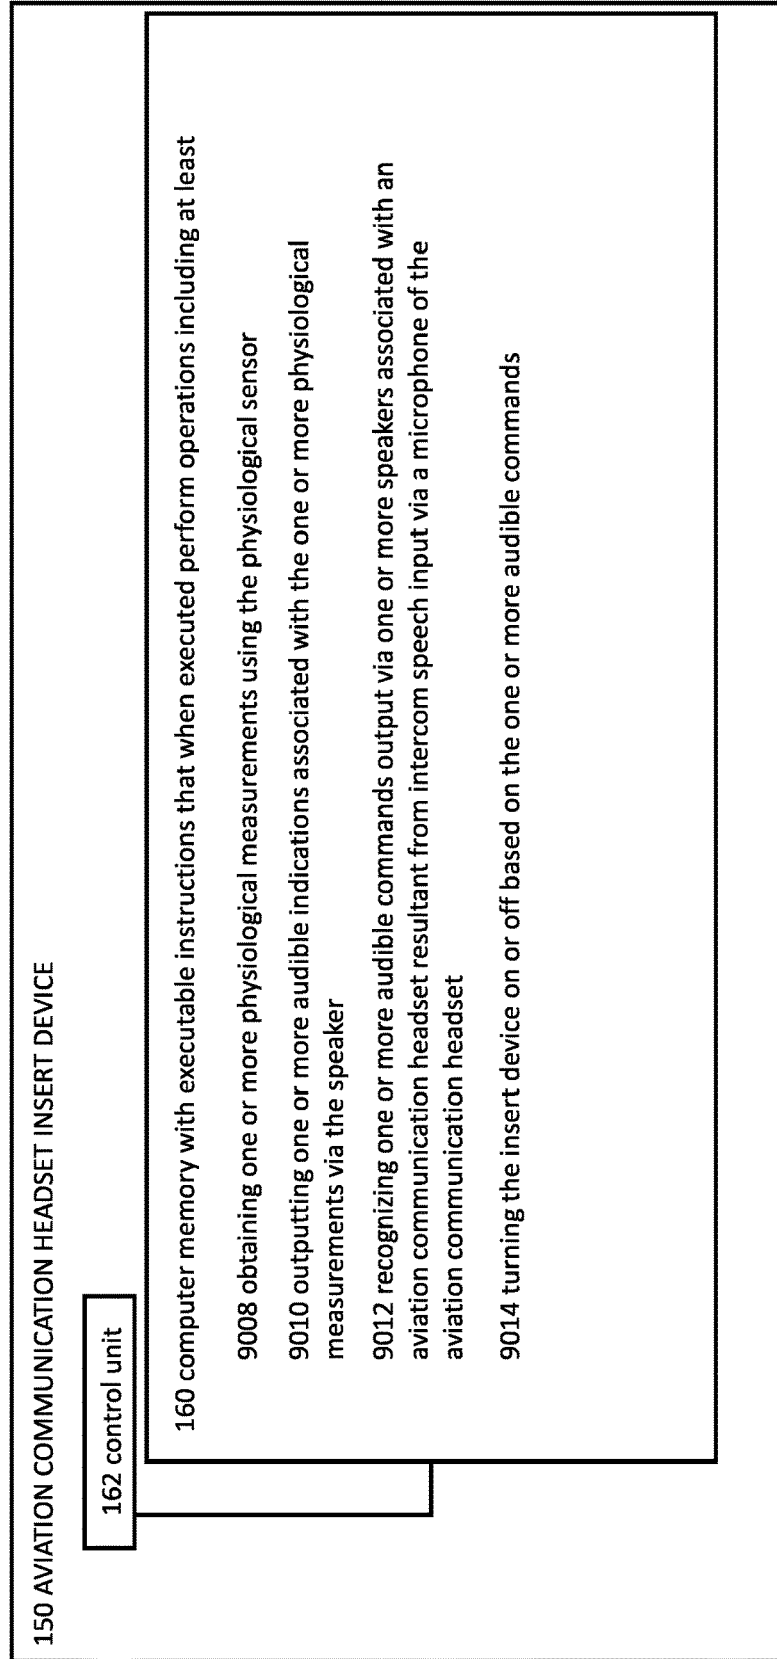 150 AVIATION COMMUNICATION HEADSET INSERT DEVICE
162 control unit
160 computer memory with executable instructions that when executed perform operations including at least
9008 obtaining one or more physiological measurements using the physiological sensor
9010 outputting one or more audible indications associated with the one or more physiological
measurements via the speaker
9012 recognizing one or more audible commands output via one or more speakers associated with an
aviation communication headset resultant from intercom speech input via a microphone of the
aviation communication headset
9014 turning the insert device on or off based on the one or more audible commands